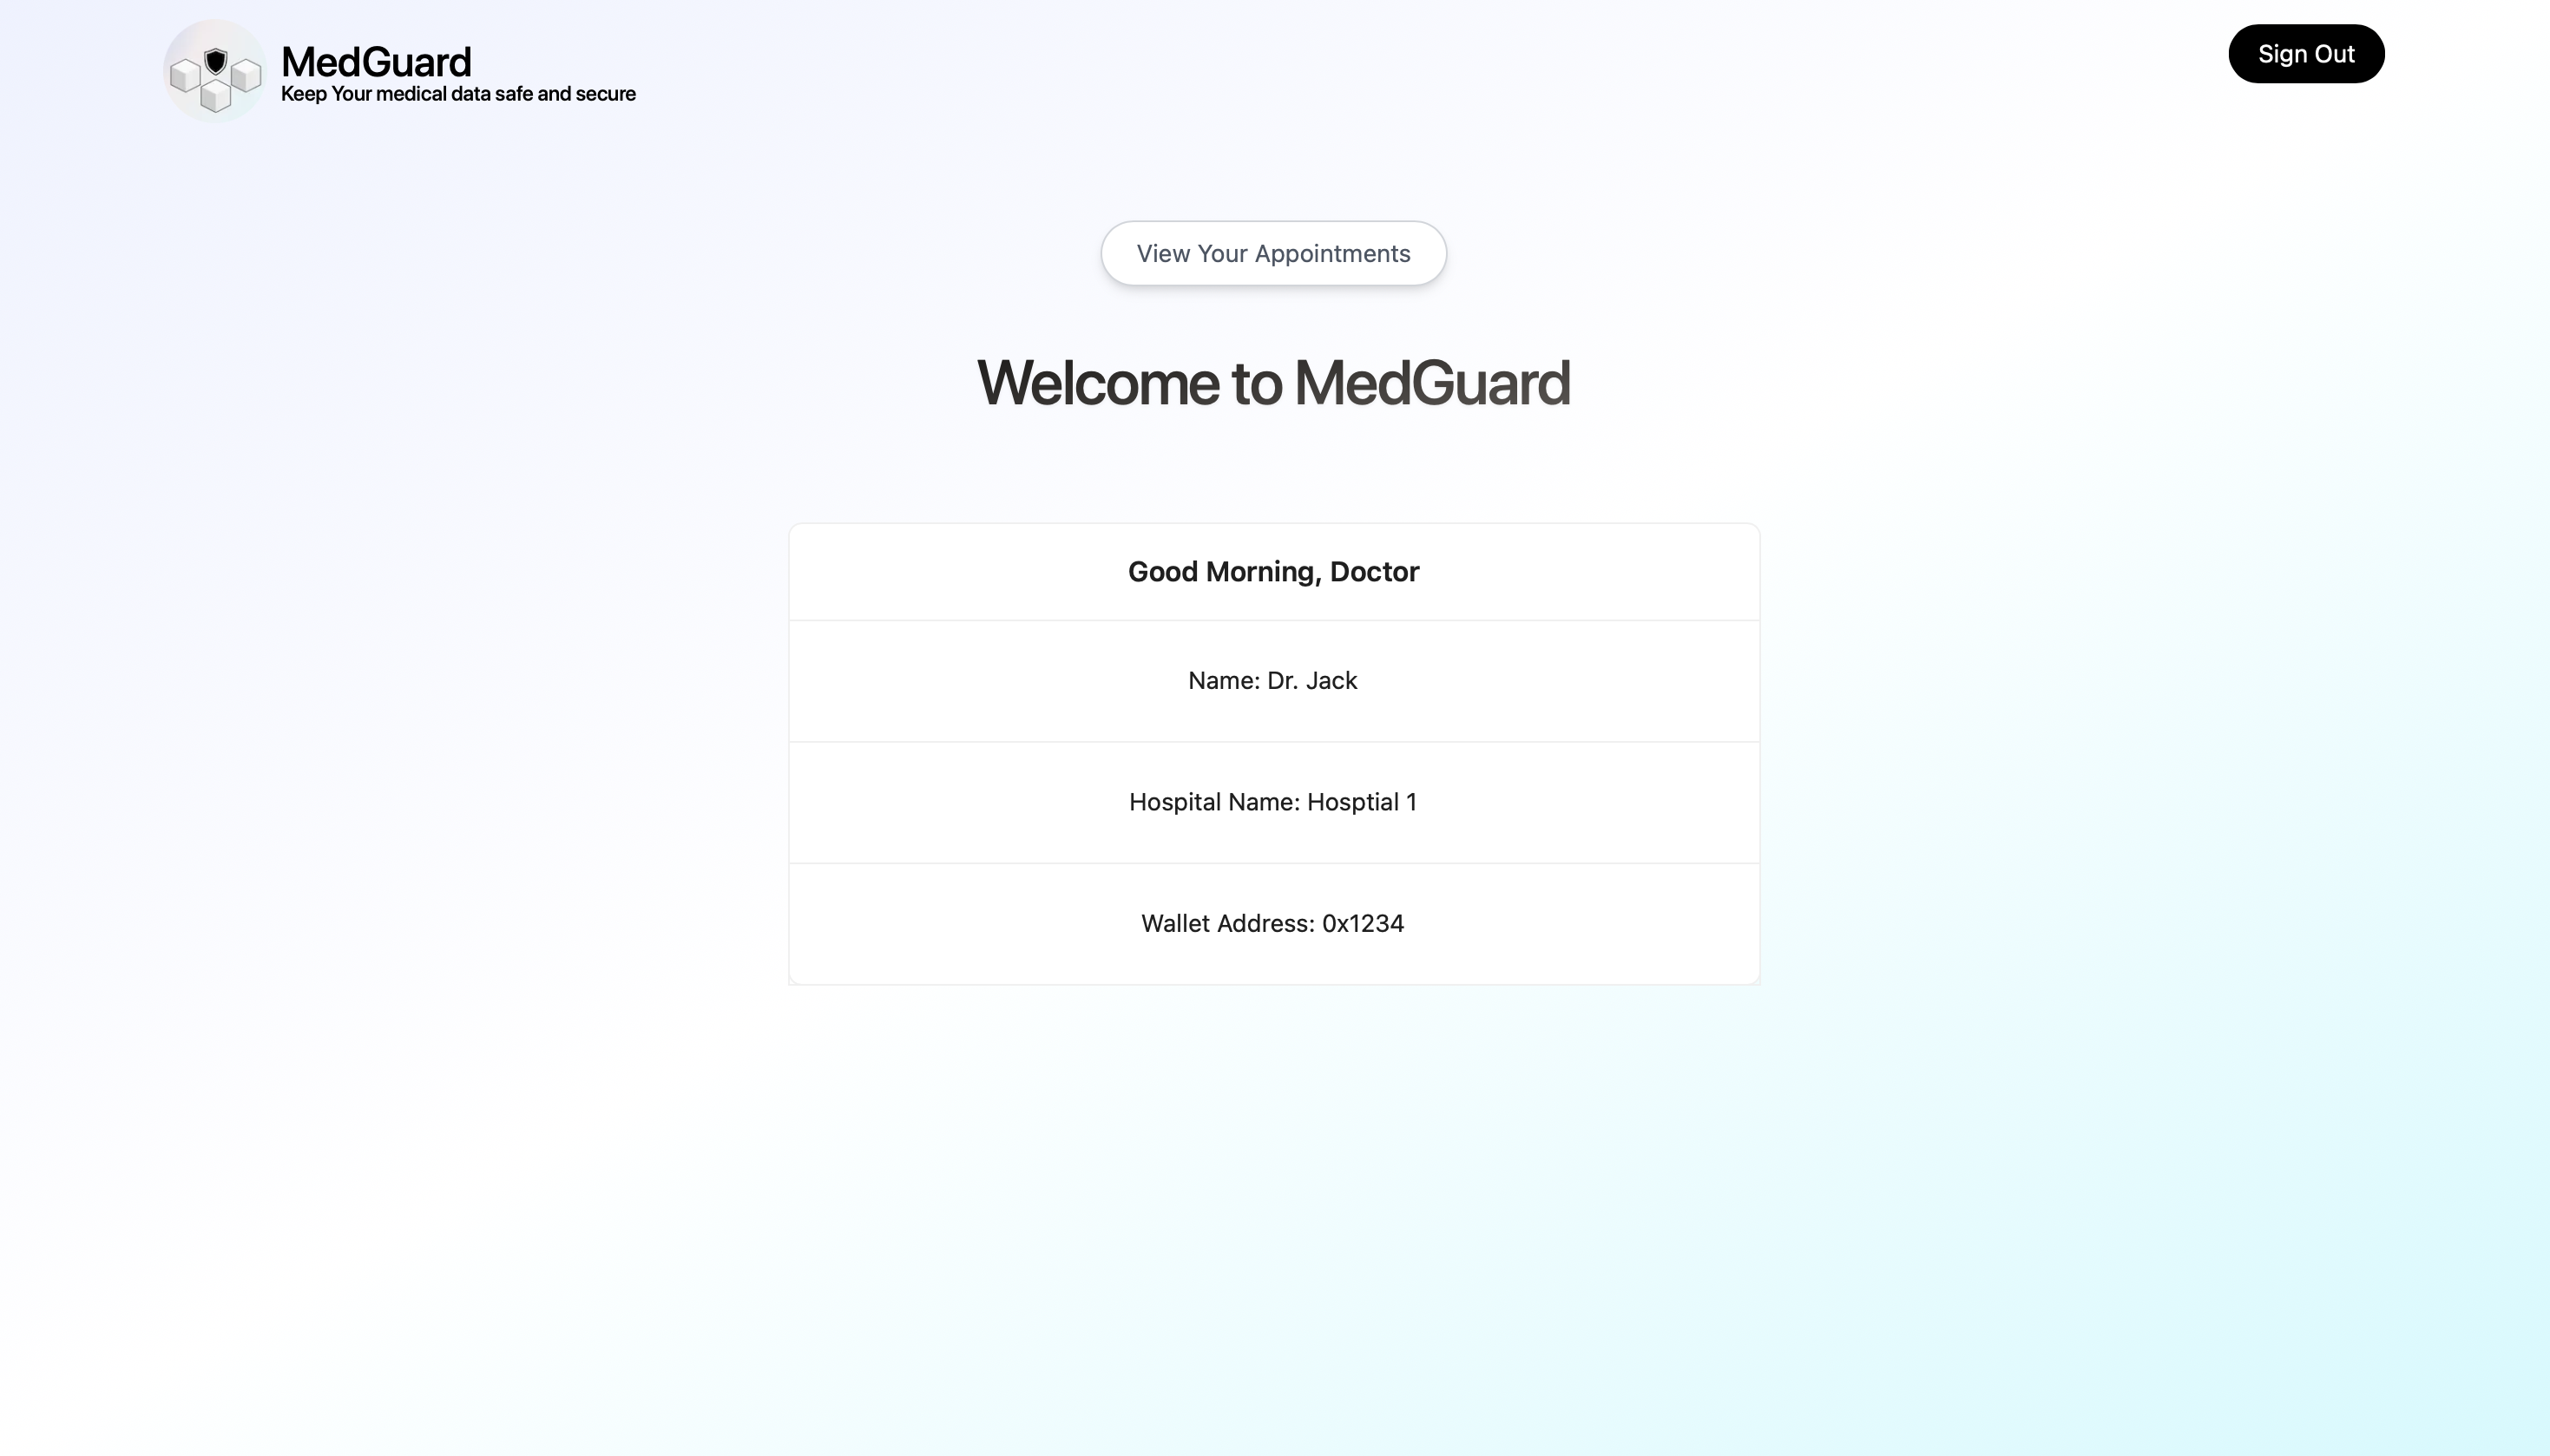 MedGuard
Keep Your medical data safe and secure
Sign Out
View Your Appointments
Welcome to MedGuard
Good Morning, Doctor
Name: Dr. Jack
Hospital Name: Hosptial 1
Wallet Address: 0x1234